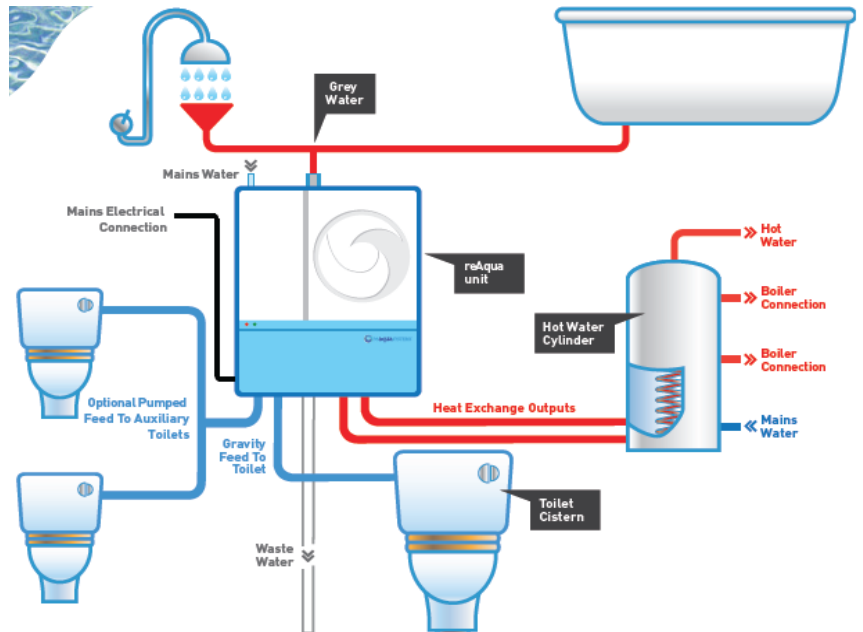 Grey
Water
Mains Water
Mains Electrical
Connection
reAqua
unit
Hot
Water
Boiler
Connection
Hot Water
Cylinder
Boiler
Connection
Heat Exchange Outputs
Mains
Water
Optional Pumped
Feed To Auxiliary
Toilets
Gravity
Feed To
Toilet
Toilet
Cistern
Waste
Water